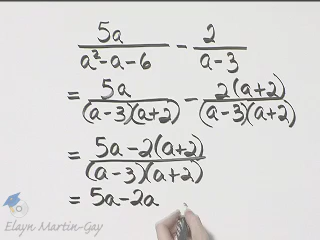 5a / (a² - a - 6) - 2 / (a - 3)
= 5a / ((a - 3)(a + 2)) - 2(a + 2) / ((a - 3)(a + 2))
= (5a - 2(a + 2)) / ((a - 3)(a + 2))
= 5a - 2a
Elayn Martin-Gay